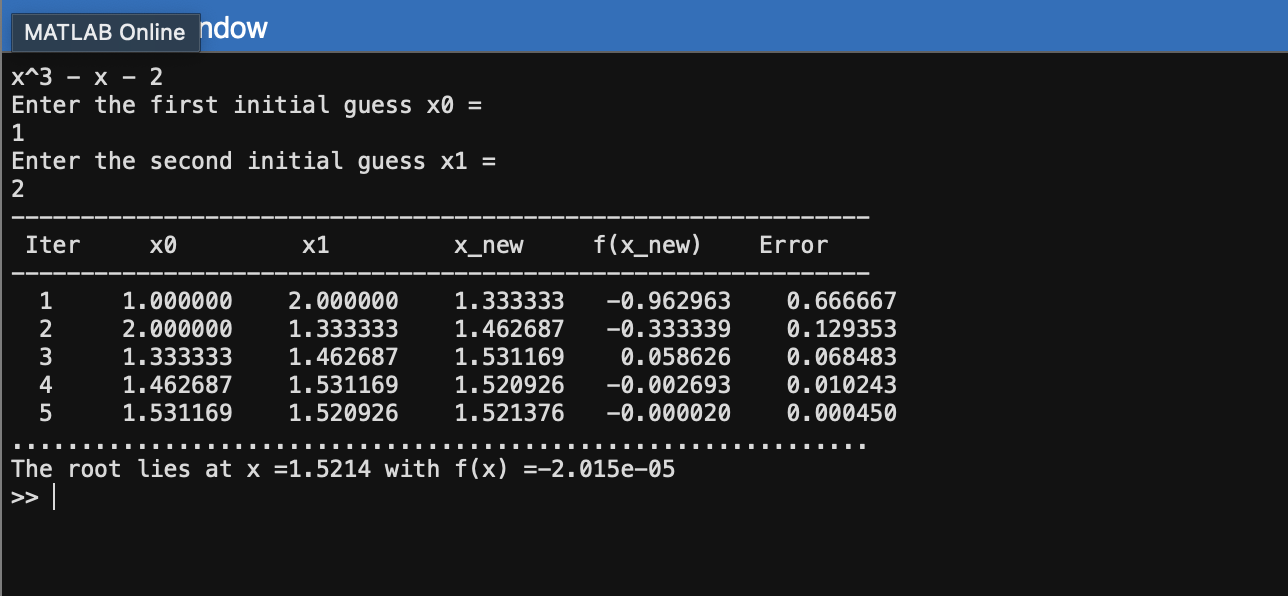 MATLAB Online ndow
x^3 - x - 2
Enter the first initial guess x0 =
1
Enter the second initial guess x1 =
2
--------------------------------------------------------------
Iter x0 x1 x_new f(x_new) Error
--------------------------------------------------------------
1 1.000000 2.000000 1.333333 -0.962963 0.666667
2 2.000000 1.333333 1.462687 -0.333339 0.129353
3 1.333333 1.462687 1.531169 0.058626 0.068483
4 1.462687 1.531169 1.520926 -0.002693 0.010243
5 1.531169 1.520926 1.521376 -0.000020 0.000450
..............................................................
The root lies at x =1.5214 with f(x) =-2.015e-05
>>